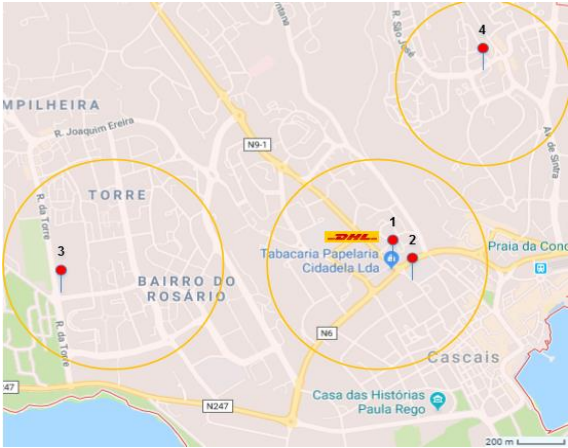 4
R. São José
MPILHEIRA
R. Joaquim Ereira
N9-1
Av. de Sintra
TORRE
R. da Torre
1
DHL
2
3
Tabacaria Papelaria
Cidadela Lda
Praia da Conc
BAIRRO DO
ROSÁRIO
R. da Torre
N6
Cascais
247
N247
Casa das Histórias
Paula Rego
200 m